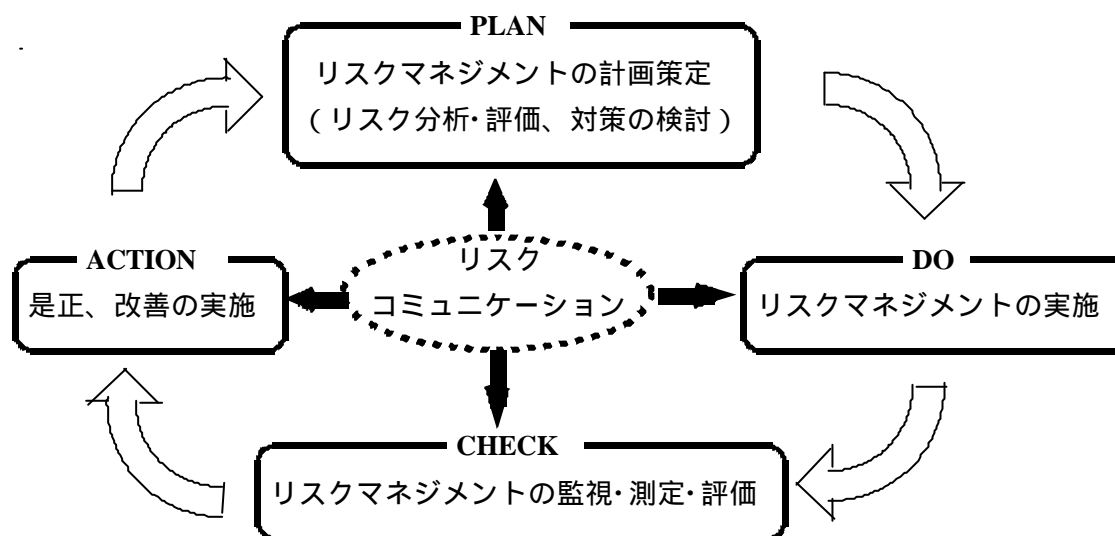 PLAN
リスクマネジメントの計画策定
(リスク分析・評価、対策の検討)
ACTION
是正、改善の実施
リスク
コミュニケーション
DO
リスクマネジメントの実施
CHECK
リスクマネジメントの監視・測定・評価